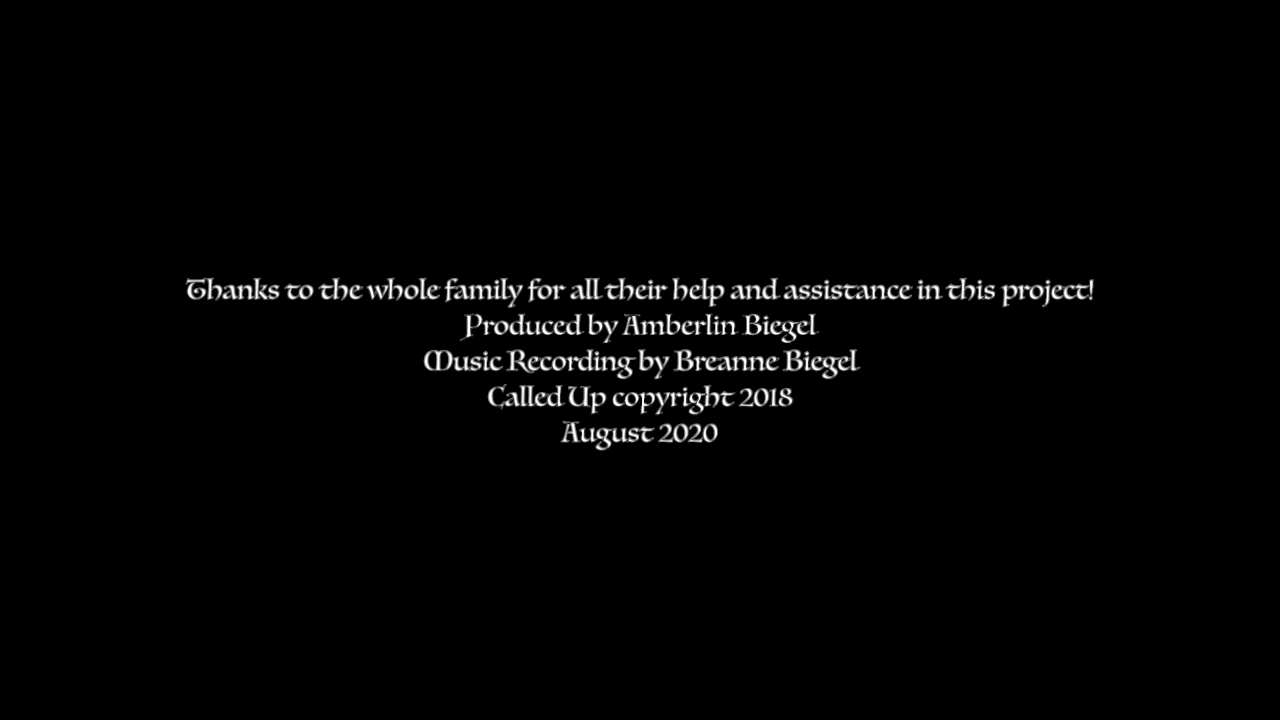 Thanks to the whole family for all their help and assistance in this project!
Produced by Amberlin Biegel
Music Recording by Breanne Biegel
Called Up copyright 2018
August 2020